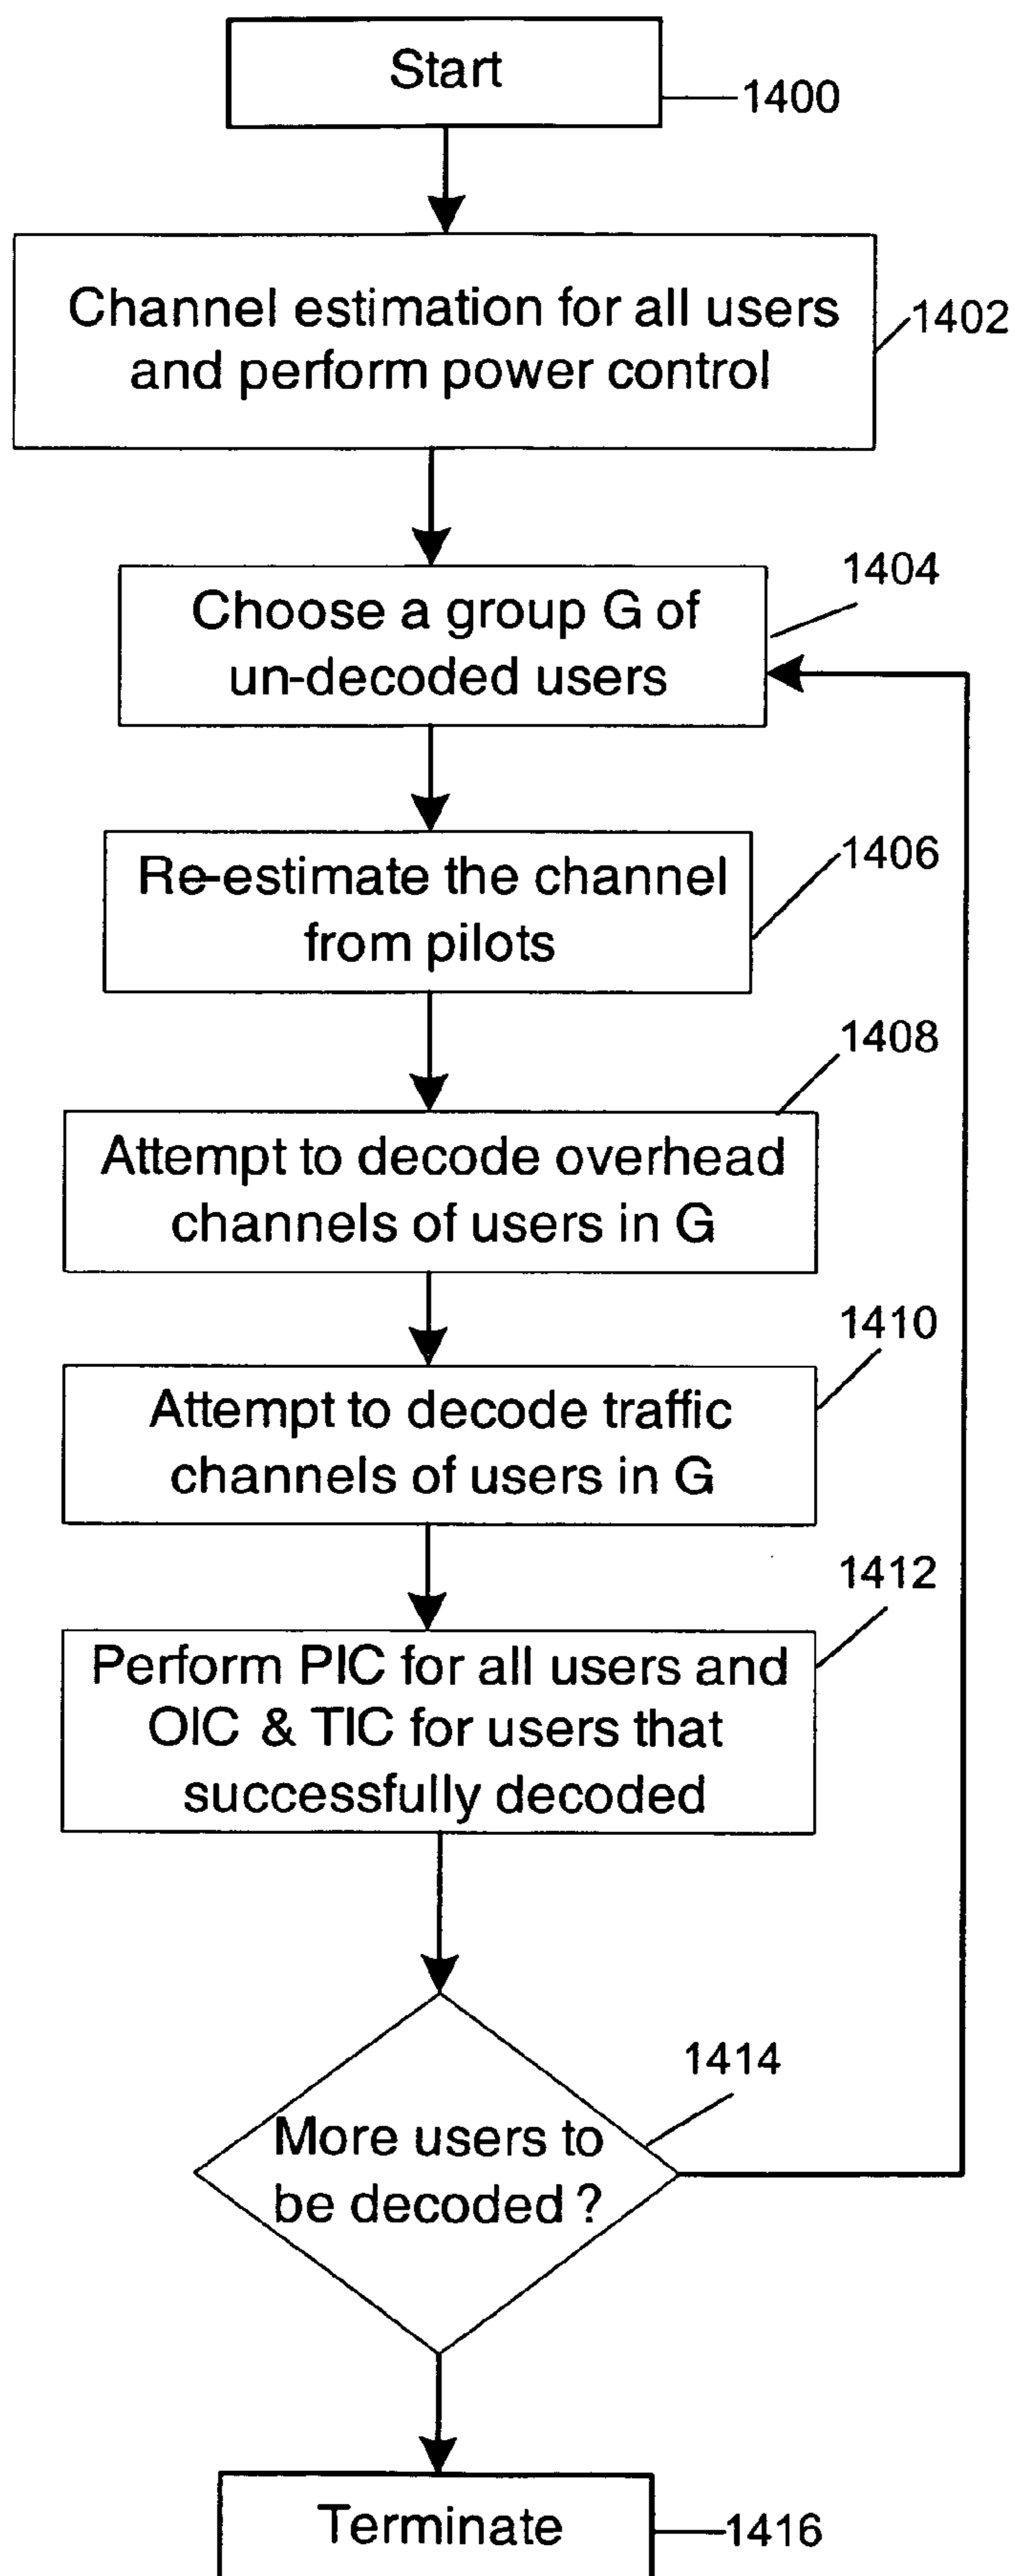 Start
1400
Channel estimation for all users
and perform power control
1402
1404
Choose a group G of
un-decoded users
1406
Re-estimate the channel
from pilots
1408
Attempt to decode overhead
channels of users in G
1410
Attempt to decode traffic
channels of users in G
1412
Perform PIC for all users and
OIC & TIC for users that
successfully decoded
1414
More users to
be decoded ?
Terminate
1416